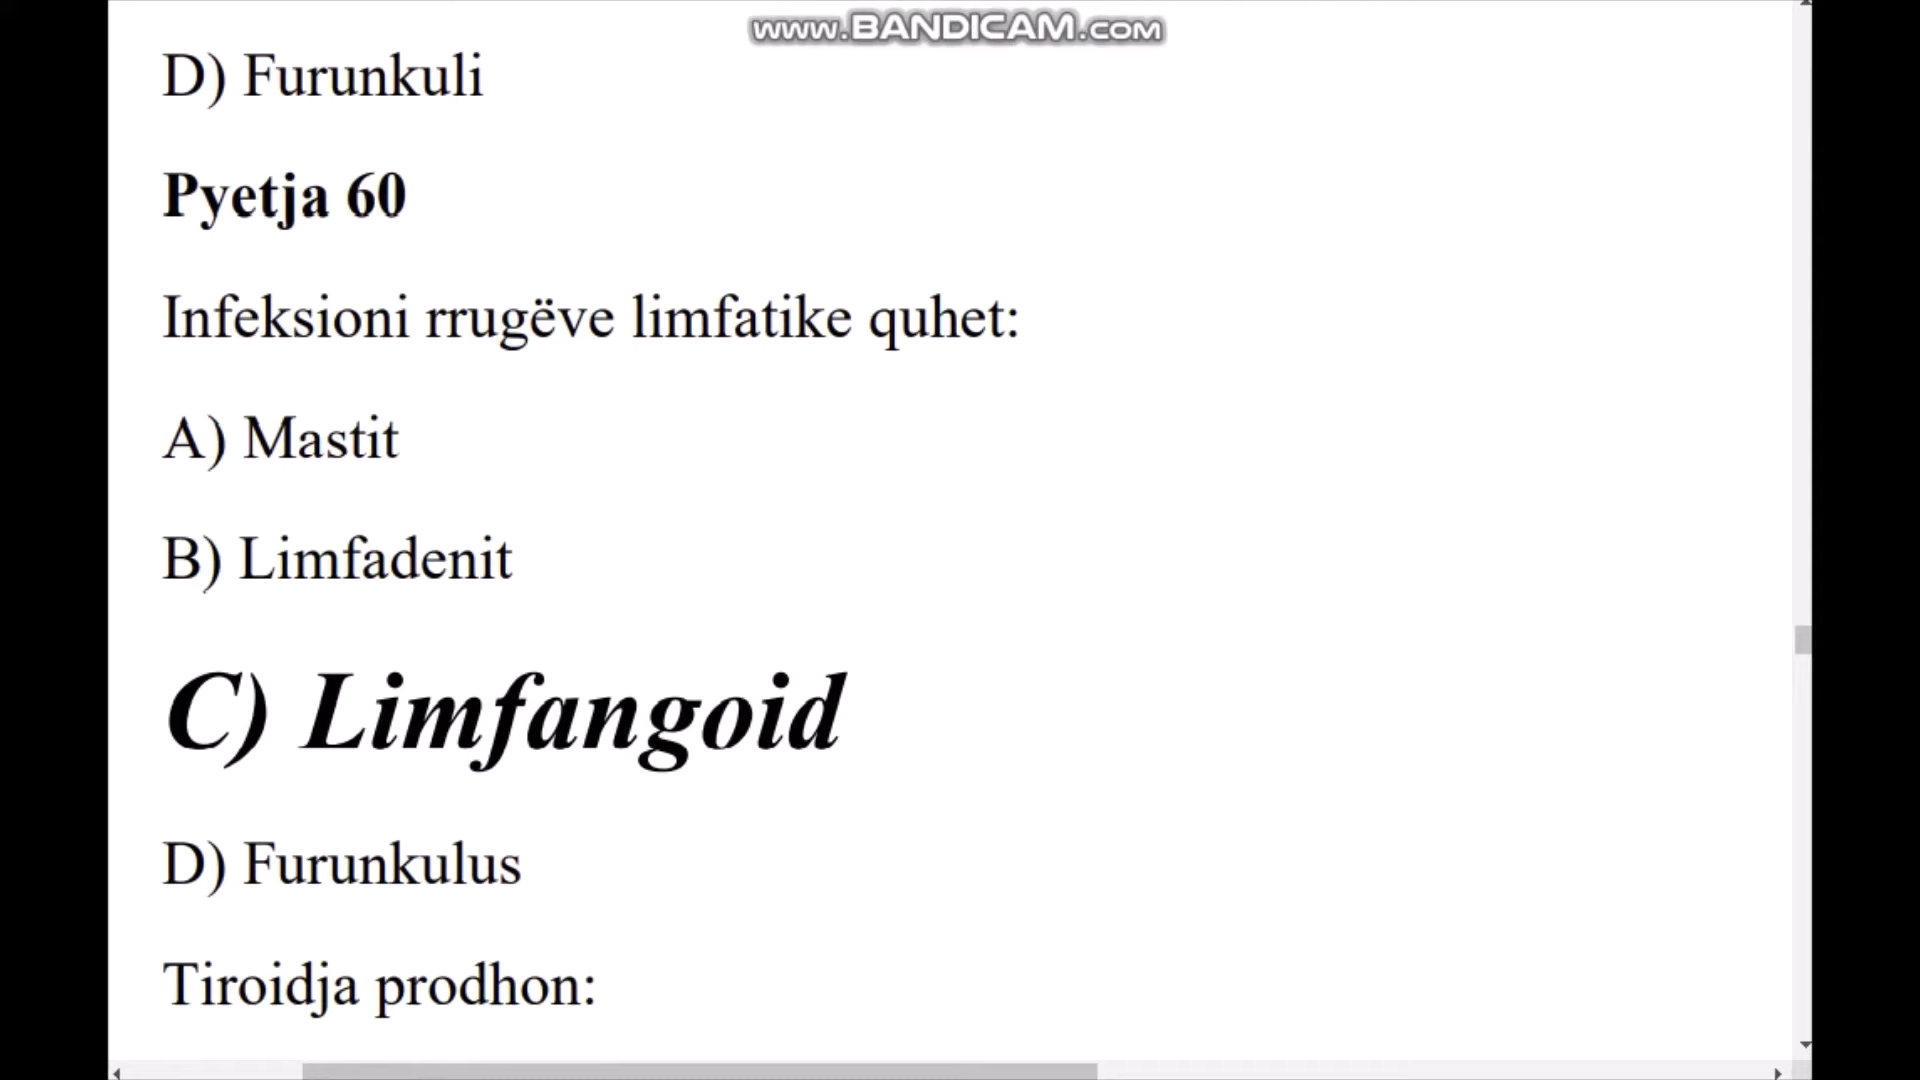 www.BANDICAM.com
D) Furunkuli
Pyetja 60
Infeksioni rrugëve limfatike quhet:
A) Mastit
B) Limfadenit
C) Limfangoid
D) Furunkulus
Tiroidja prodhon: